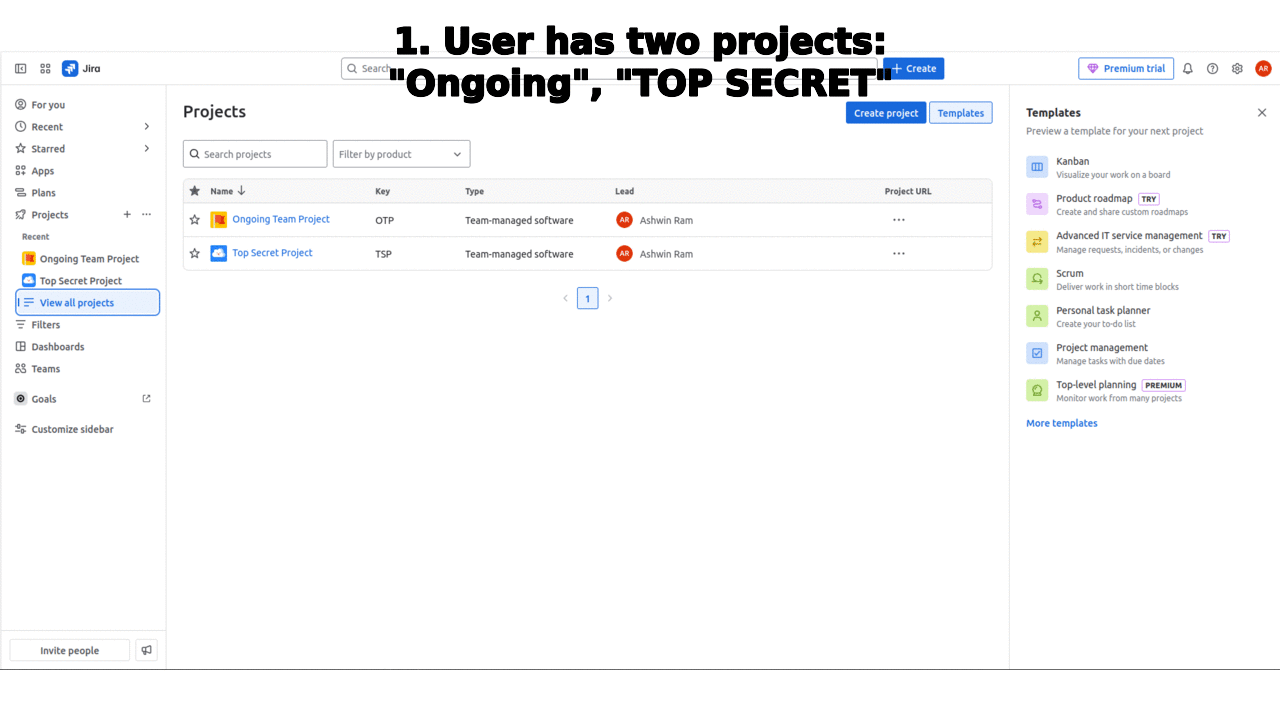 1. User has two projects:
"Ongoing", "TOP SECRET"
Jira
Search
+ Create
Premium trial
AR
For you
Recent
Starred
Apps
Plans
Projects
Recent
Ongoing Team Project
Top Secret Project
View all projects
Filters
Dashboards
Teams
Goals
Customize sidebar
Invite people
Projects
Create project
Templates
Search projects
Filter by product
Name
Key
Type
Lead
Project URL
Ongoing Team Project
OTP
Team-managed software
AR
Ashwin Ram
Top Secret Project
TSP
Team-managed software
AR
Ashwin Ram
1
Templates
Preview a template for your next project
Kanban
Visualize your work on a board
Product roadmap TRY
Create and share custom roadmaps
Advanced IT service management TRY
Manage requests, incidents, or changes
Scrum
Deliver work in short time blocks
Personal task planner
Create your to-do list
Project management
Manage tasks with due dates
Top-level planning PREMIUM
Monitor work from many projects
More templates